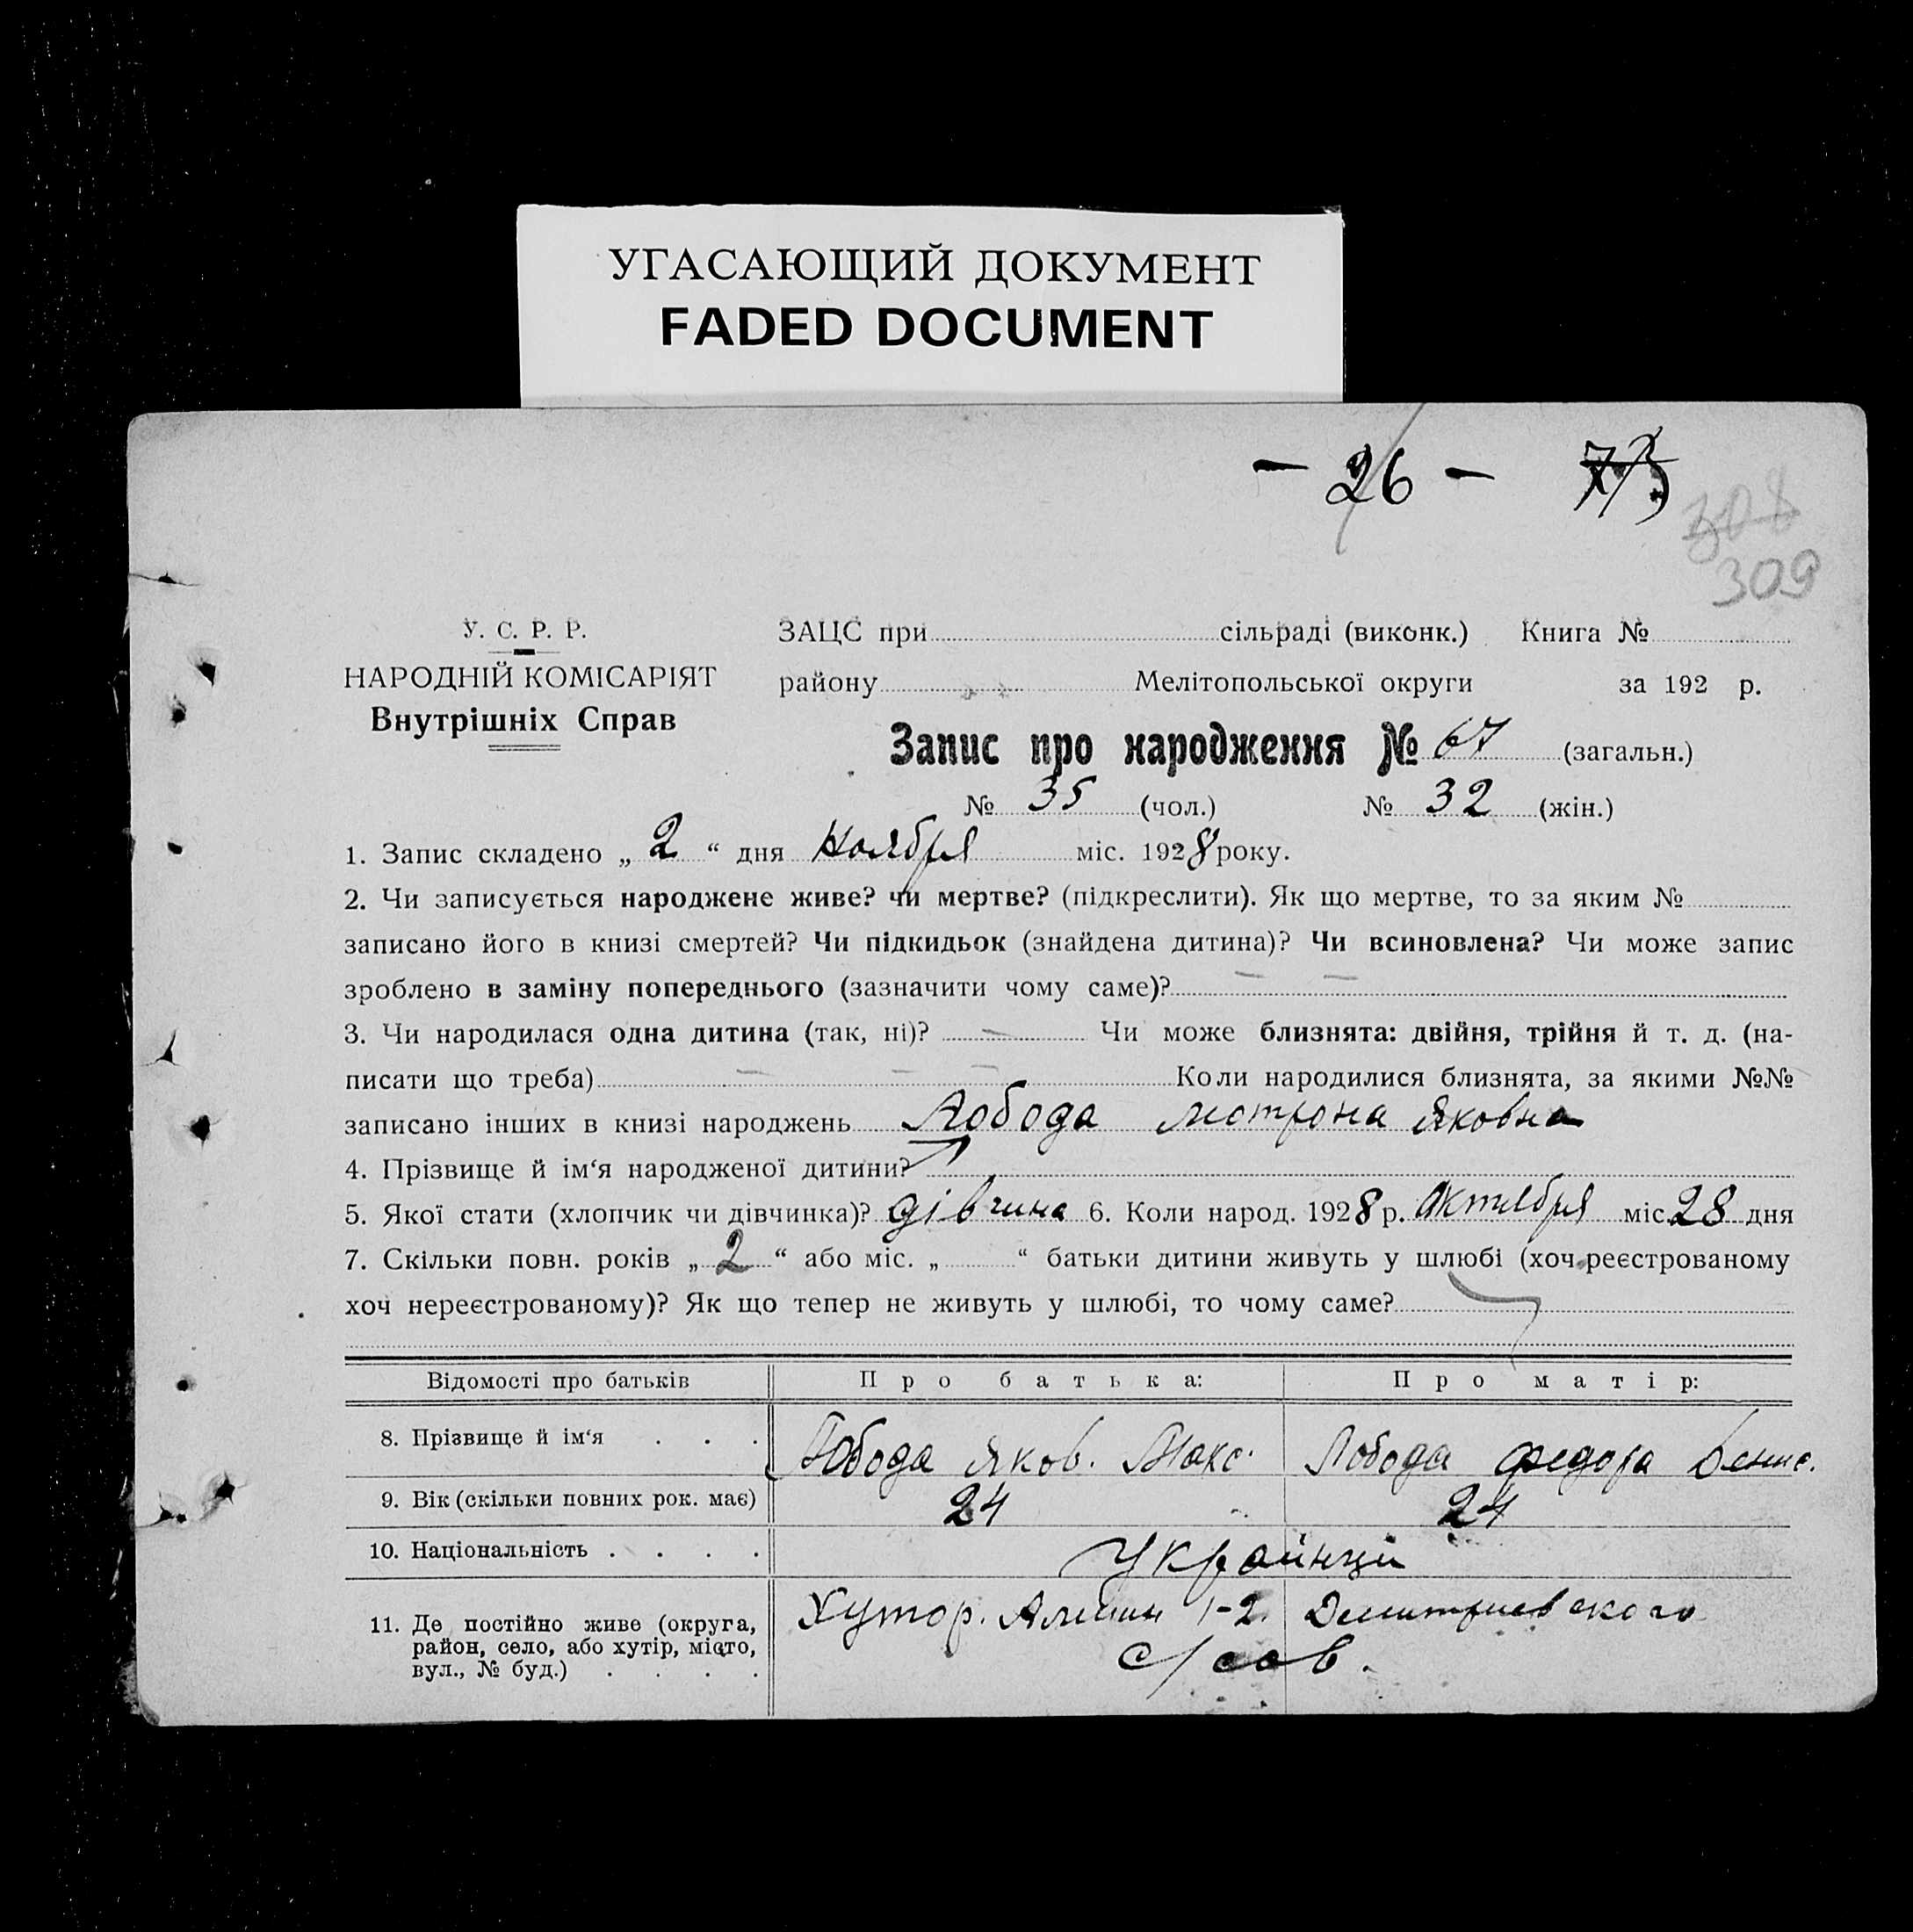 УГАСАЮЩИЙ ДОКУМЕНТ
FADED DOCUMENT
— 26 — 73
308
309
У. С. Р. Р.
НАРОДНІЙ КОМІСАРІЯТ
Внутрішніх Справ
ЗАЦС при сільраді (виконк.) Книга №
району Мелітопольської округи за 192 р.
Запис про народження № 67 (загальн.)
№ 35 (чол.) № 32 (жін.)
1. Запис складено „ 2 “ дня Ноября міс. 1928 року.
2. Чи записується народжене живе? чи мертве? (підкреслити). Як що мертве, то за яким №
записано його в книзі смертей? Чи підкидьок (знайдена дитина)? Чи всиновлена? Чи може запис
зроблено в заміну попереднього (зазначити чому саме)? — —
3. Чи народилася одна дитина (так, ні)? — Чи може близнята: двійня, трійня й т. д. (на-
писати що треба) — — — Коли народилися близнята, за якими №№
записано інших в книзі народжень Лобода Мотрона Яковна
4. Прізвище й ім‘я народженої дитини?
5. Якої стати (хлопчик чи дівчинка)? дівчина 6. Коли народ. 1928 р. Октября міс. 28 дня
7. Скільки повн. років „ 2 “ або міс. „ “ батьки дитини живуть у шлюбі (хоч реєстрованому
хоч нереєстрованому)? Як що тепер не живуть у шлюбі, то чому саме?
Відомості про батьків Про батька: Про матір:
8. Прізвище й ім‘я . . . Лобода Яков. Макс. Лобода Федора Денис.
9. Вік (скільки повних рок. має) 24 24
10. Національність . . . . Українци
11. Де постійно живе (округа, район, село, або хутір, місто, вул., № буд.) . . . . Хутор. 1-2. Дмитриевского
с/сов.